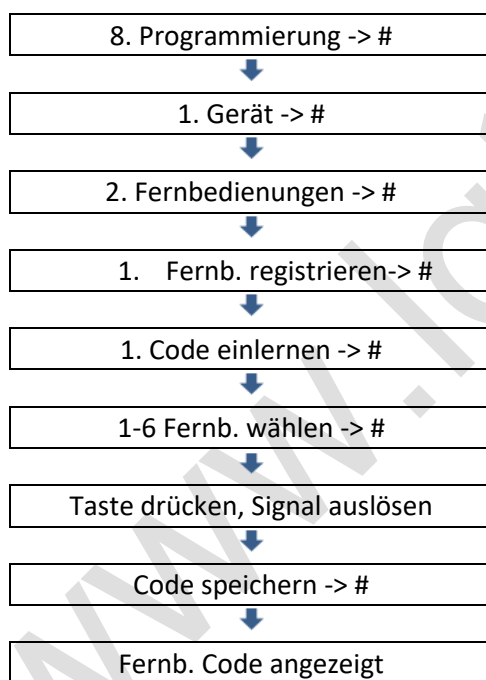 8. Programmierung -> #
1. Gerät -> #
2. Fernbedienungen -> #
1. Fernb. registrieren-> #
1. Code einlernen -> #
1-6 Fernb. wählen -> #
Taste drücken, Signal auslösen
Code speichern -> #
Fernb. Code angezeigt